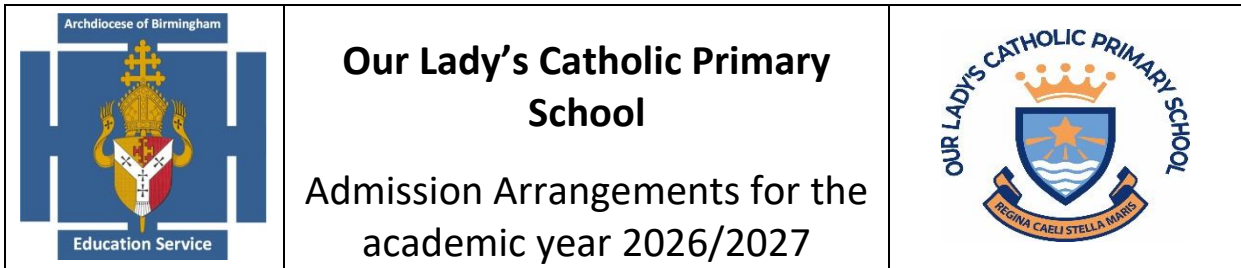 Archdiocese of Birmingham
Education Service
Our Lady’s Catholic Primary
School
Admission Arrangements for the
academic year 2026/2027
OUR LADY'S CATHOLIC PRIMARY SCHOOL
REGINA CAELI STELLA MARIS